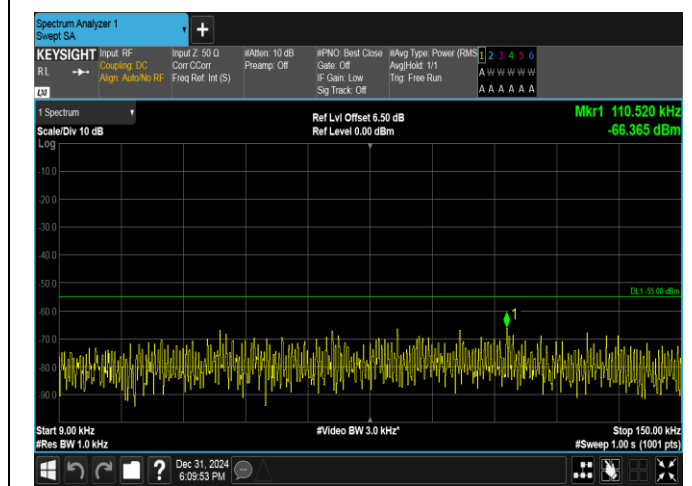 Spectrum Analyzer 1
Swept SA
+
KEYSIGHT
RL
Input: RF
Coupling: DC
Align: Auto/No RF
Input Z: 50 Ω
Corr CCorr
Freq Ref: Int (S)
#Atten: 10 dB
Preamp: Off
#PNO: Best Close
Gate: Off
IF Gain: Low
Sig Track: Off
#Avg Type: Power (RMS
Avg|Hold: 1/1
Trig: Free Run
1 2 3 4 5 6
A W W W W W
A A A A A A
1 Spectrum
Scale/Div 10 dB
Log
Ref Lvl Offset 6.50 dB
Ref Level 0.00 dBm
Mkr1 110.520 kHz
-66.365 dBm
-10.0
-20.0
-30.0
-40.0
-50.0
DL1 -55.00 dBm
-60.0
1
-70.0
-80.0
-90.0
Start 9.00 kHz
#Res BW 1.0 kHz
#Video BW 3.0 kHz*
Stop 150.00 kHz
#Sweep 1.00 s (1001 pts)
?
Dec 31, 2024
6:09:53 PM